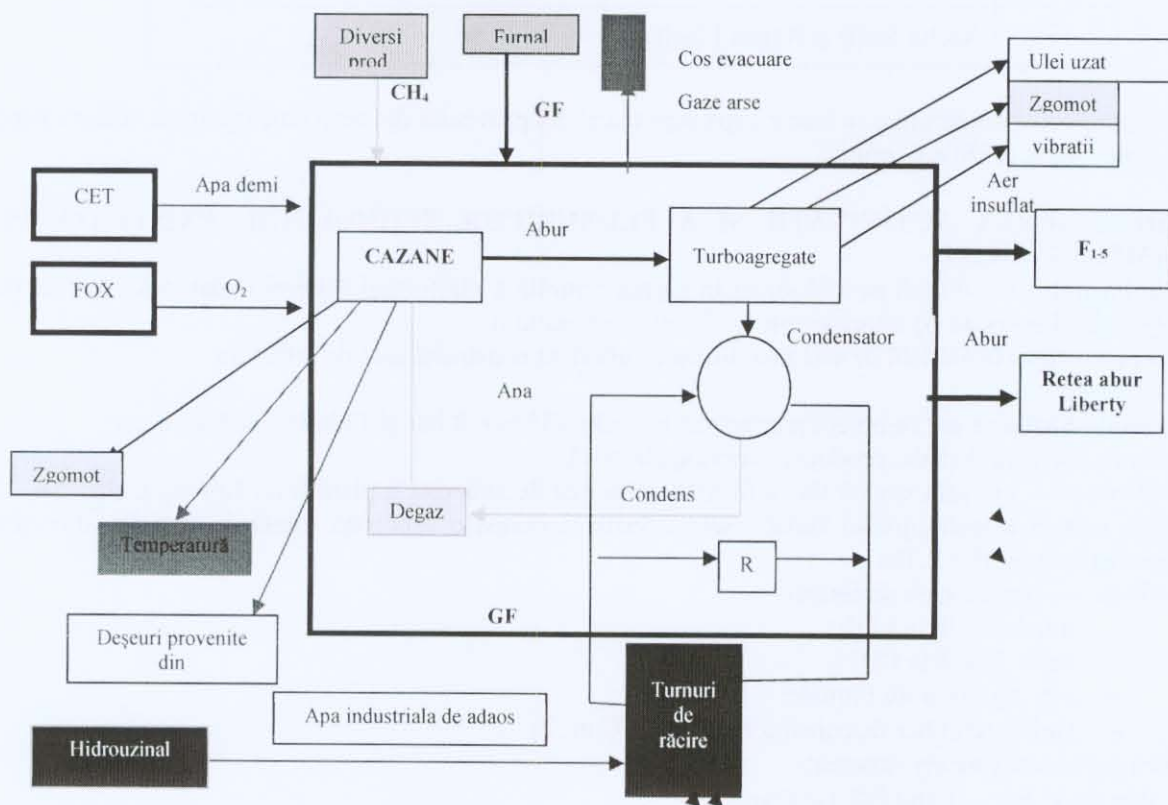 Diversi
prod
Furnal
CH₄
GF
Cos evacuare
Gaze arse
Ulei uzat
Zgomot
vibratii
CET
Apa demi
FOX
O₂
CAZANE
Abur
Turboagregate
Aer
insuflat
F₁₋₅
Condensator
Abur
Retea abur
Liberty
Apa
Zgomot
Temperatură
Degaz
Condens
R
Deșeuri provenite
din
GF
Apa industriala de adaos
Turnuri
de
răcire
Hidrouzinal